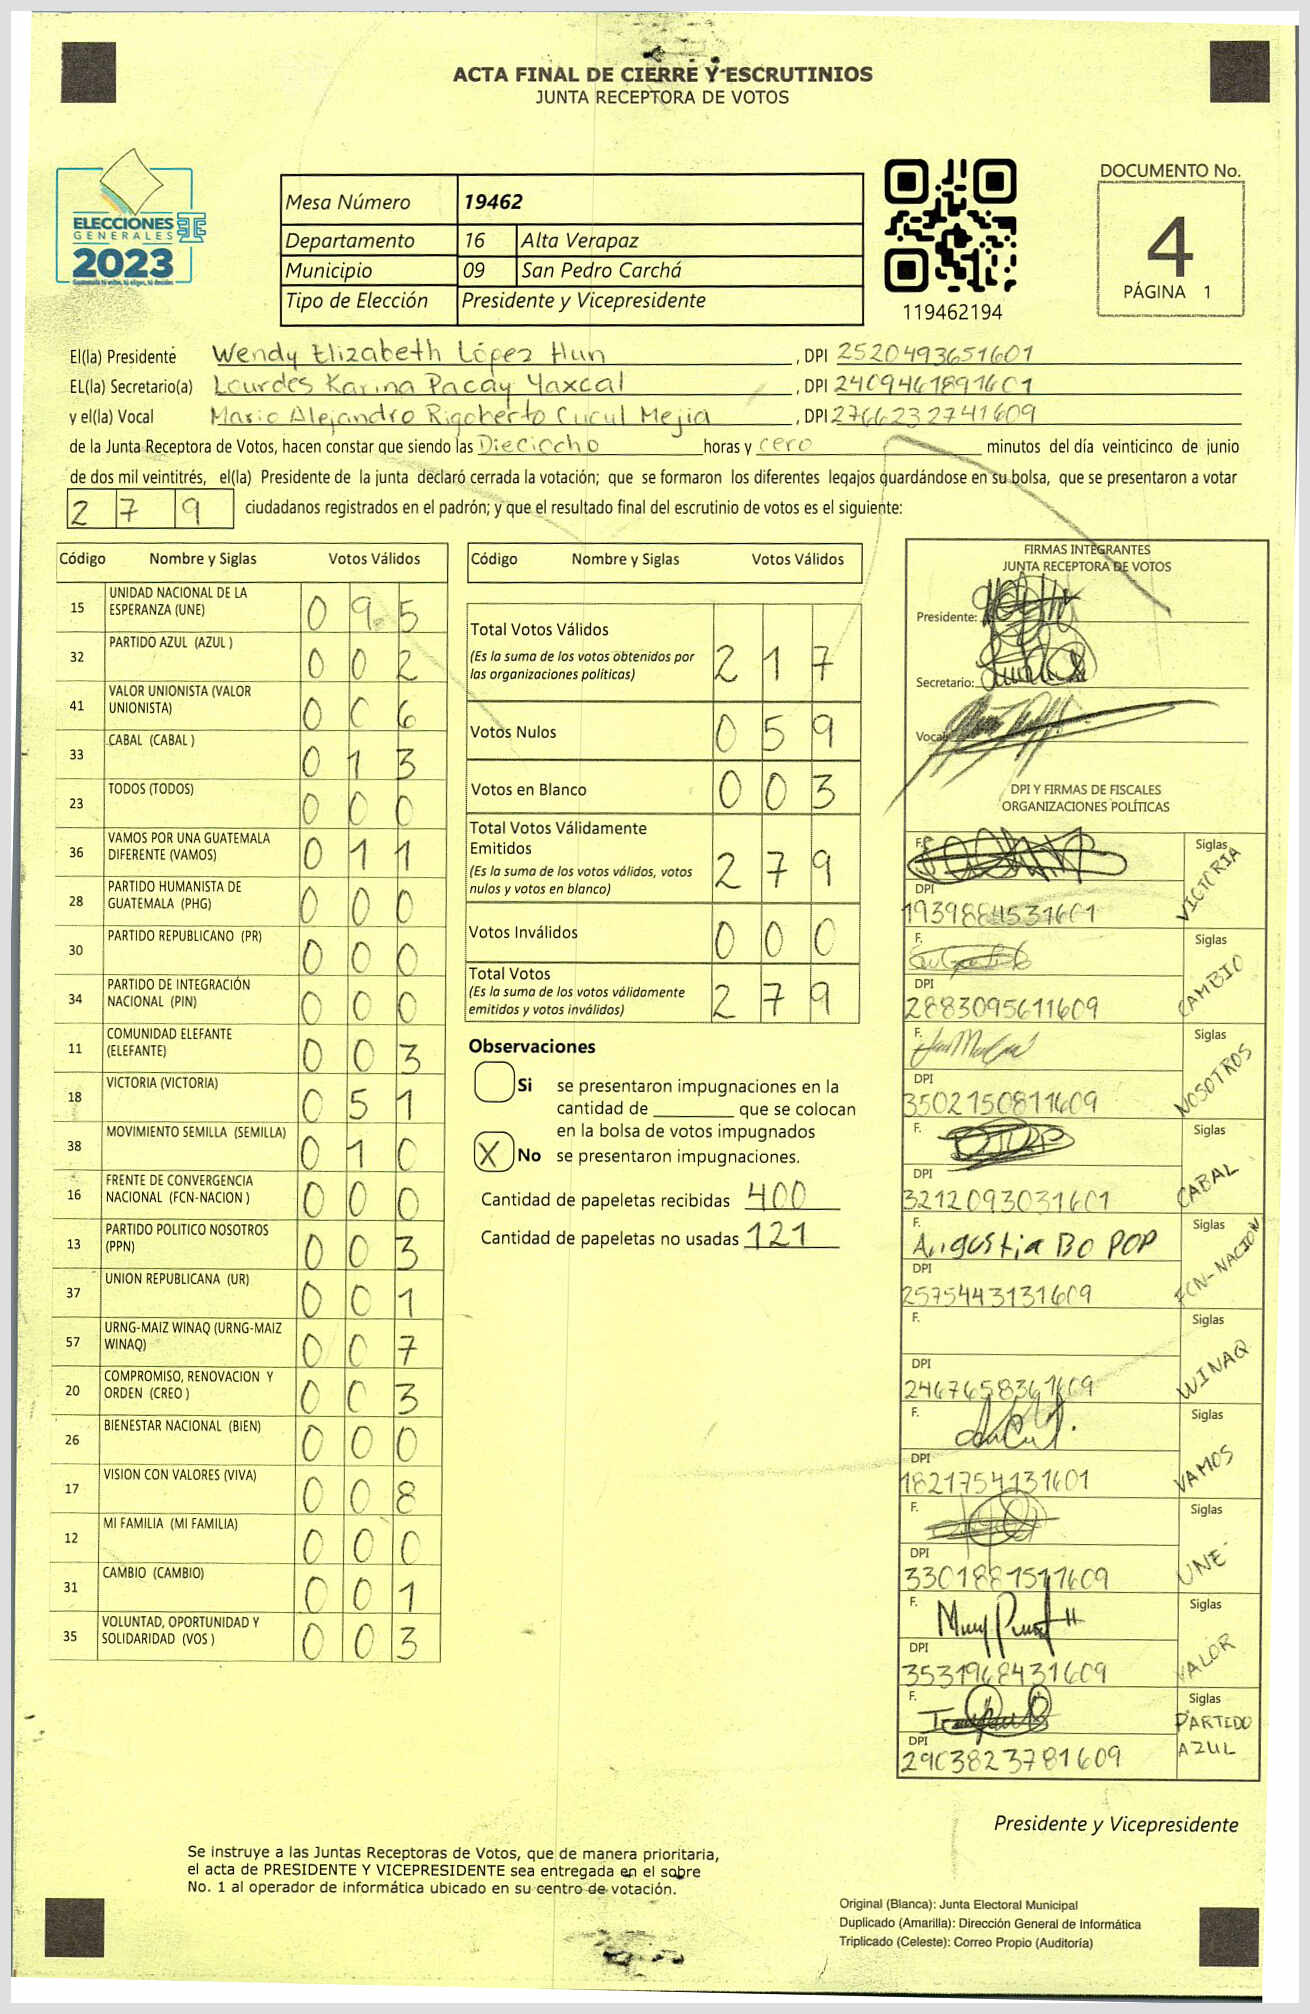 ACTA FINAL DE CIERRE Y ESCRUTINIOS
JUNTA RECEPTORA DE VOTOS
ELECCIONES
GENERALES
2023
Mesa Número 19462
Departamento 16 Alta Verapaz
Municipio 09 San Pedro Carchá
Tipo de Elección Presidente y Vicepresidente
119462194
DOCUMENTO No.
4
PÁGINA 1
El(la) Presidente Wendy Elizabeth López Hun, DPI 2520493651601
EL(la) Secretario(a) Lourdes Karina Pacay Yaxcal, DPI 2409461891601
y el(la) Vocal Mario Alejandro Rigoberto Cucul Mejia, DPI 2766232741609
de la Junta Receptora de Votos, hacen constar que siendo las Dieciocho horas y cero minutos del día veinticinco de junio
de dos mil veintitrés, el(la) Presidente de la junta declaró cerrada la votación; que se formaron los diferentes legajos guardándose en su bolsa, que se presentaron a votar
279 ciudadanos registrados en el padrón; y que el resultado final del escrutinio de votos es el siguiente:
Código Nombre y Siglas Votos Válidos
15 UNIDAD NACIONAL DE LA ESPERANZA (UNE) 0 9 5
32 PARTIDO AZUL (AZUL ) 0 0 2
41 VALOR UNIONISTA (VALOR UNIONISTA) 0 0 6
33 CABAL (CABAL ) 0 1 3
23 TODOS (TODOS) 0 0 0
36 VAMOS POR UNA GUATEMALA DIFERENTE (VAMOS) 0 1 1
28 PARTIDO HUMANISTA DE GUATEMALA (PHG) 0 0 0
30 PARTIDO REPUBLICANO (PR) 0 0 0
34 PARTIDO DE INTEGRACIÓN NACIONAL (PIN) 0 0 0
11 COMUNIDAD ELEFANTE (ELEFANTE) 0 0 3
18 VICTORIA (VICTORIA) 0 5 1
38 MOVIMIENTO SEMILLA (SEMILLA) 0 1 0
16 FRENTE DE CONVERGENCIA NACIONAL (FCN-NACION ) 0 0 0
13 PARTIDO POLITICO NOSOTROS (PPN) 0 0 3
37 UNION REPUBLICANA (UR) 0 0 1
57 URNG-MAIZ WINAQ (URNG-MAIZ WINAQ) 0 0 7
20 COMPROMISO, RENOVACION Y ORDEN (CREO ) 0 0 3
26 BIENESTAR NACIONAL (BIEN) 0 0 0
17 VISION CON VALORES (VIVA) 0 0 8
12 MI FAMILIA (MI FAMILIA) 0 0 0
31 CAMBIO (CAMBIO) 0 0 1
35 VOLUNTAD, OPORTUNIDAD Y SOLIDARIDAD (VOS ) 0 0 3
Código Nombre y Siglas Votos Válidos
Total Votos Válidos 2 1 7
(Es la suma de los votos obtenidos por
las organizaciones políticas)
Votos Nulos 0 5 9
Votos en Blanco 0 0 3
Total Votos Válidamente
Emitidos 2 7 9
(Es la suma de los votos válidos, votos
nulos y votos en blanco)
Votos Inválidos 0 0 0
Total Votos 2 7 9
(Es la suma de los votos válidamente
emitidos y votos inválidos)
Observaciones
Si se presentaron impugnaciones en la
cantidad de ________ que se colocan
en la bolsa de votos impugnados
X No se presentaron impugnaciones.
Cantidad de papeletas recibidas 400
Cantidad de papeletas no usadas 121
FIRMAS INTEGRANTES
JUNTA RECEPTORA DE VOTOS
Presidente:
Secretario:
Vocal:
DPI Y FIRMAS DE FISCALES
ORGANIZACIONES POLÍTICAS
F. Siglas VICTORIA
DPI
1939884531601
F. Siglas CAMBIO
DPI
2883095611609
F. Siglas NOSOTROS
DPI
3502150811609
F. Siglas CABAL
DPI
3212093031601
F. Angustia Bo POP Siglas FCN-NACION
DPI
2575443131609
F. Siglas WINAQ
DPI
2467658361609
F. Siglas VAMOS
DPI
1821754131601
F. Siglas UNE
DPI
3301881511609
F. Siglas VALOR
DPI
3531968431609
F. Siglas PARTIDO AZUL
DPI
2903823781609
Presidente y Vicepresidente
Se instruye a las Juntas Receptoras de Votos, que de manera prioritaria,
el acta de PRESIDENTE Y VICEPRESIDENTE sea entregada en el sobre
No. 1 al operador de informática ubicado en su centro de votación.
Original (Blanca): Junta Electoral Municipal
Duplicado (Amarilla): Dirección General de Informática
Triplicado (Celeste): Correo Propio (Auditoría)